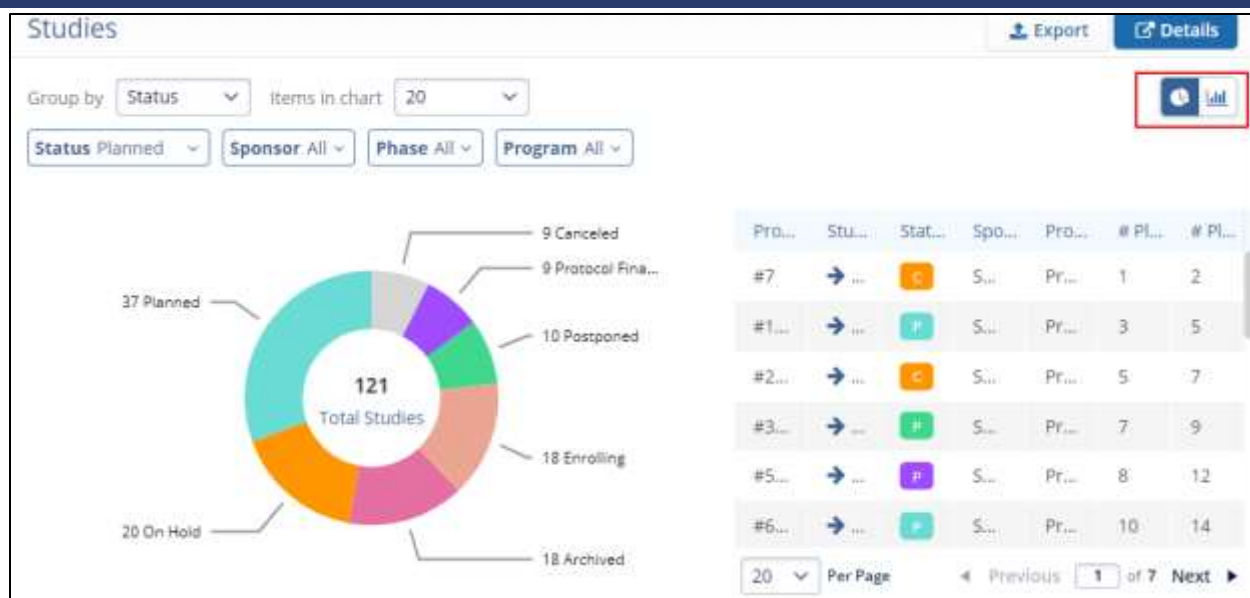 Studies
Export
Details
Group by Status Items in chart 20
Status Planned Sponsor All Phase All Program All
9 Canceled
9 Protocol Fina...
37 Planned
10 Postponed
121
Total Studies
18 Enrolling
20 On Hold
18 Archived
Pro... Stu... Stat... Spo... Pro... # Pl... # Pl...
#7 ... C S... Pr... 1 2
#1... ... P S... Pr... 3 5
#2... ... C S... Pr... 5 7
#3... ... P S... Pr... 7 9
#5... ... P S... Pr... 8 12
#6... ... P S... Pr... 10 14
20 Per Page Previous 1 of 7 Next